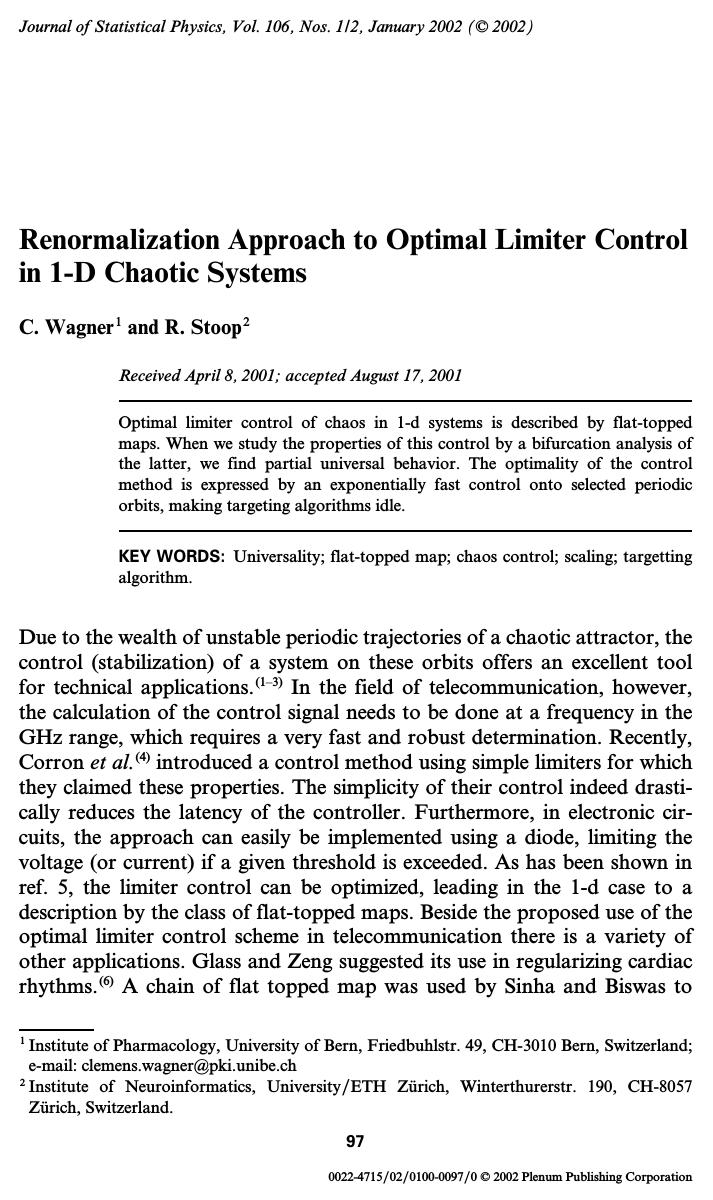 Journal of Statistical Physics, Vol. 106, Nos. 1/2, January 2002 (© 2002)
Renormalization Approach to Optimal Limiter Control
in 1-D Chaotic Systems
C. Wagner¹ and R. Stoop²
Received April 8, 2001; accepted August 17, 2001
Optimal limiter control of chaos in 1-d systems is described by flat-topped
maps. When we study the properties of this control by a bifurcation analysis of
the latter, we find partial universal behavior. The optimality of the control
method is expressed by an exponentially fast control onto selected periodic
orbits, making targeting algorithms idle.
KEY WORDS: Universality; flat-topped map; chaos control; scaling; targetting
algorithm.
Due to the wealth of unstable periodic trajectories of a chaotic attractor, the
control (stabilization) of a system on these orbits offers an excellent tool
for technical applications.(1–3) In the field of telecommunication, however,
the calculation of the control signal needs to be done at a frequency in the
GHz range, which requires a very fast and robust determination. Recently,
Corron et al.(4) introduced a control method using simple limiters for which
they claimed these properties. The simplicity of their control indeed drasti-
cally reduces the latency of the controller. Furthermore, in electronic cir-
cuits, the approach can easily be implemented using a diode, limiting the
voltage (or current) if a given threshold is exceeded. As has been shown in
ref. 5, the limiter control can be optimized, leading in the 1-d case to a
description by the class of flat-topped maps. Beside the proposed use of the
optimal limiter control scheme in telecommunication there is a variety of
other applications. Glass and Zeng suggested its use in regularizing cardiac
rhythms.(6) A chain of flat topped map was used by Sinha and Biswas to
¹ Institute of Pharmacology, University of Bern, Friedbuhlstr. 49, CH-3010 Bern, Switzerland;
e-mail: clemens.wagner@pki.unibe.ch
² Institute of Neuroinformatics, University/ETH Zürich, Winterthurerstr. 190, CH-8057
Zürich, Switzerland.
97
0022-4715/02/0100-0097/0 © 2002 Plenum Publishing Corporation